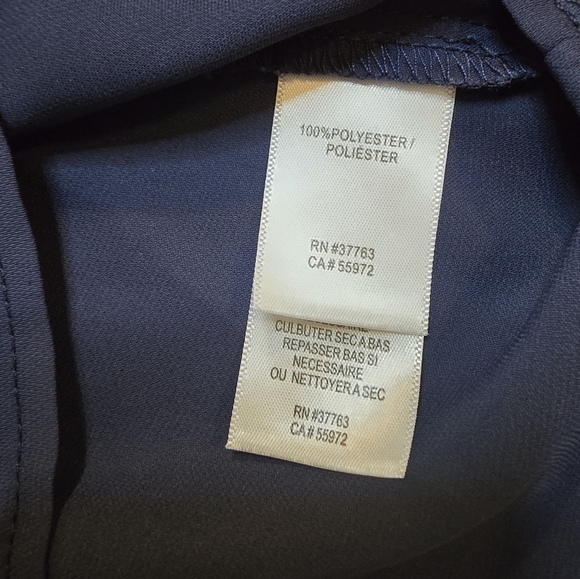 100%POLYESTER /
POLIÉSTER
RN #37763
CA# 55972
CULBUTER SEC A BAS
REPASSER BAS SI
NECESSAIRE
OU NETTOYER A SEC
RN #37763
CA# 55972